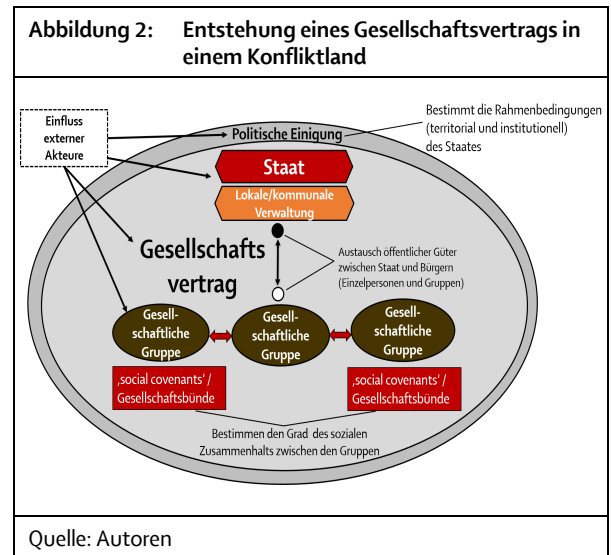 Abbildung 2: Entstehung eines Gesellschaftsvertrags in
einem Konfliktland
Einfluss
externer
Akteure
Politische Einigung
Bestimmt die Rahmenbedingungen
(territorial und institutionell)
des Staates
Staat
Lokale/kommunale
Verwaltung
Gesellschafts
vertrag
Austausch öffentlicher Güter
zwischen Staat und Bürgern
(Einzelpersonen und Gruppen)
Gesell-
schaftliche
Gruppe
Gesell-
schaftliche
Gruppe
Gesell-
schaftliche
Gruppe
‚social covenants‘ /
Gesellschaftsbünde
‚social covenants‘ /
Gesellschaftsbünde
Bestimmen den Grad des sozialen
Zusammenhalts zwischen den Gruppen
Quelle: Autoren